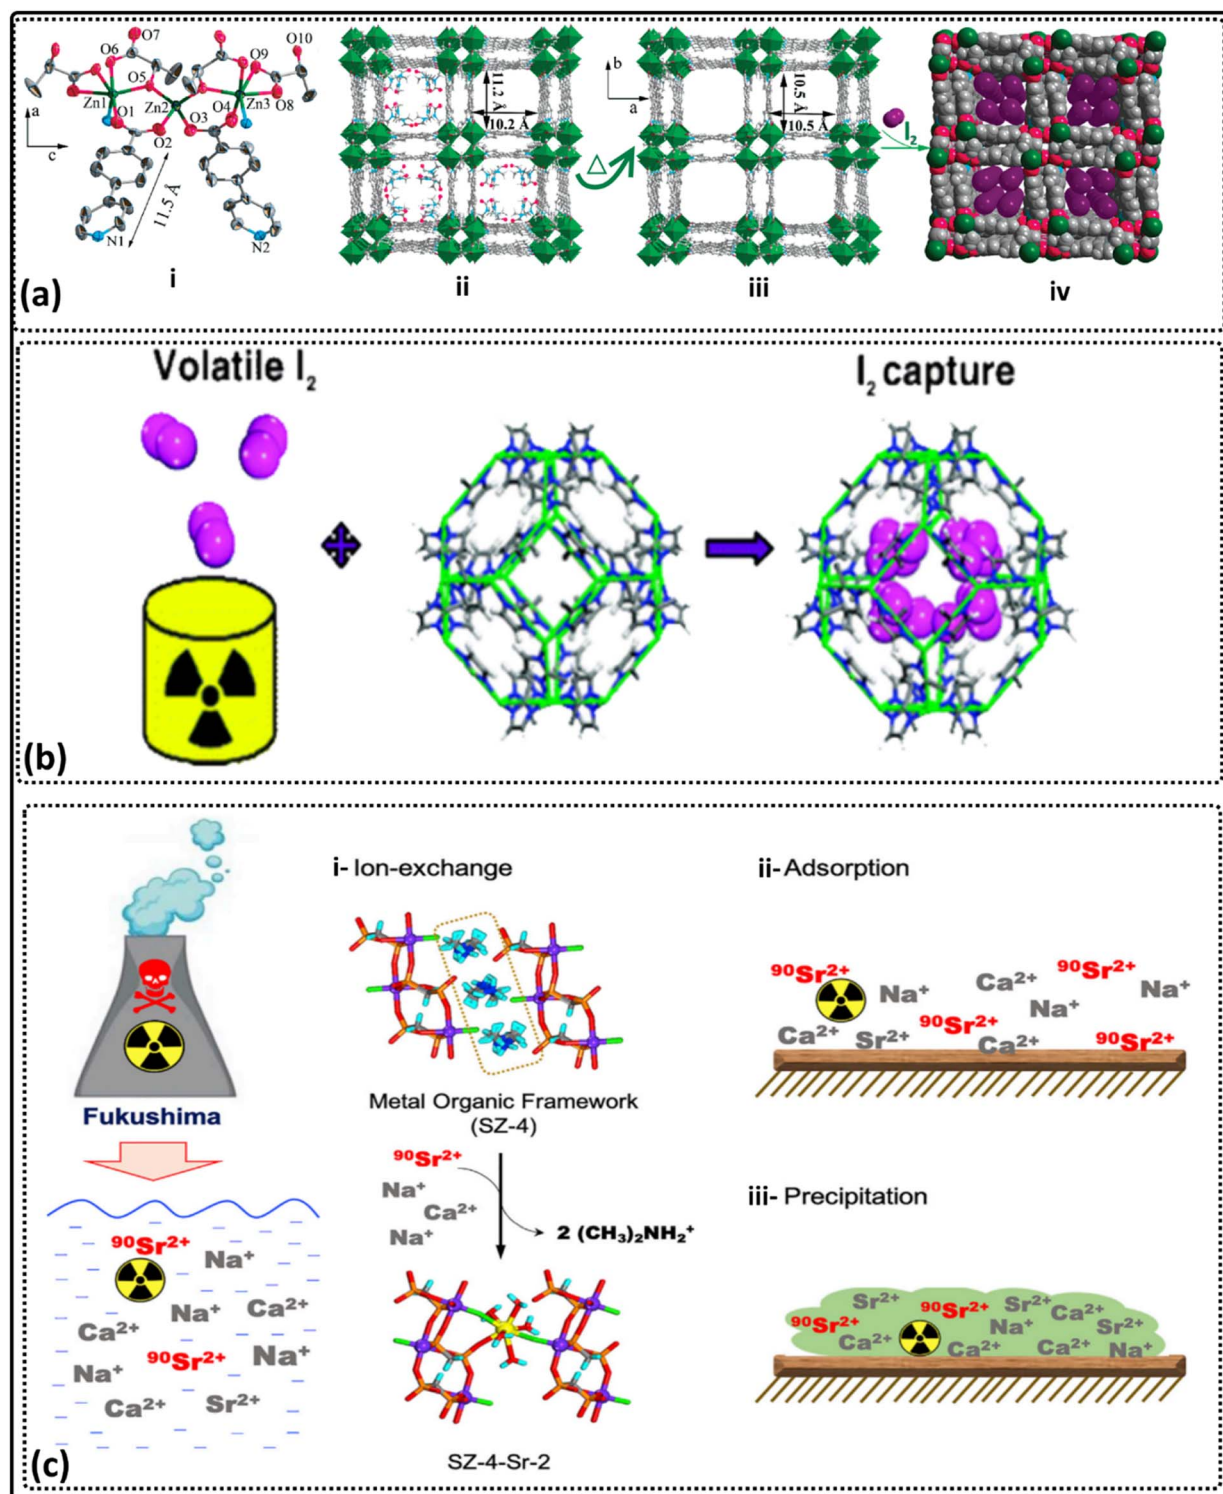 O7
O10
O6
O9
O5
Zn1
Zn2
Zn3
O1
O4
O8
O3
O2
a
c
11.5 Å
N1
N2
i
11.2 Å
10.2 Å
ii
Δ
b
a
10.5 Å
10.5 Å
iii
I₂
iv
(a)
Volatile I₂
I₂ capture
(b)
Fukushima
⁹⁰Sr²⁺
Na⁺
Na⁺
Ca²⁺
Ca²⁺
⁹⁰Sr²⁺
Na⁺
Na⁺
Ca²⁺
Sr²⁺
i- Ion-exchange
Metal Organic Framework
(SZ-4)
⁹⁰Sr²⁺
Na⁺
Ca²⁺
Na⁺
2 (CH₃)₂NH₂⁺
SZ-4-Sr-2
ii- Adsorption
⁹⁰Sr²⁺
Na⁺
Ca²⁺
⁹⁰Sr²⁺
Na⁺
Na⁺
Ca²⁺
Sr²⁺
⁹⁰Sr²⁺
Ca²⁺
⁹⁰Sr²⁺
iii- Precipitation
Sr²⁺
⁹⁰Sr²⁺
Sr²⁺
Ca²⁺
⁹⁰Sr²⁺
Na⁺
Sr²⁺
Ca²⁺
Ca²⁺
Ca²⁺
Na⁺
(c)